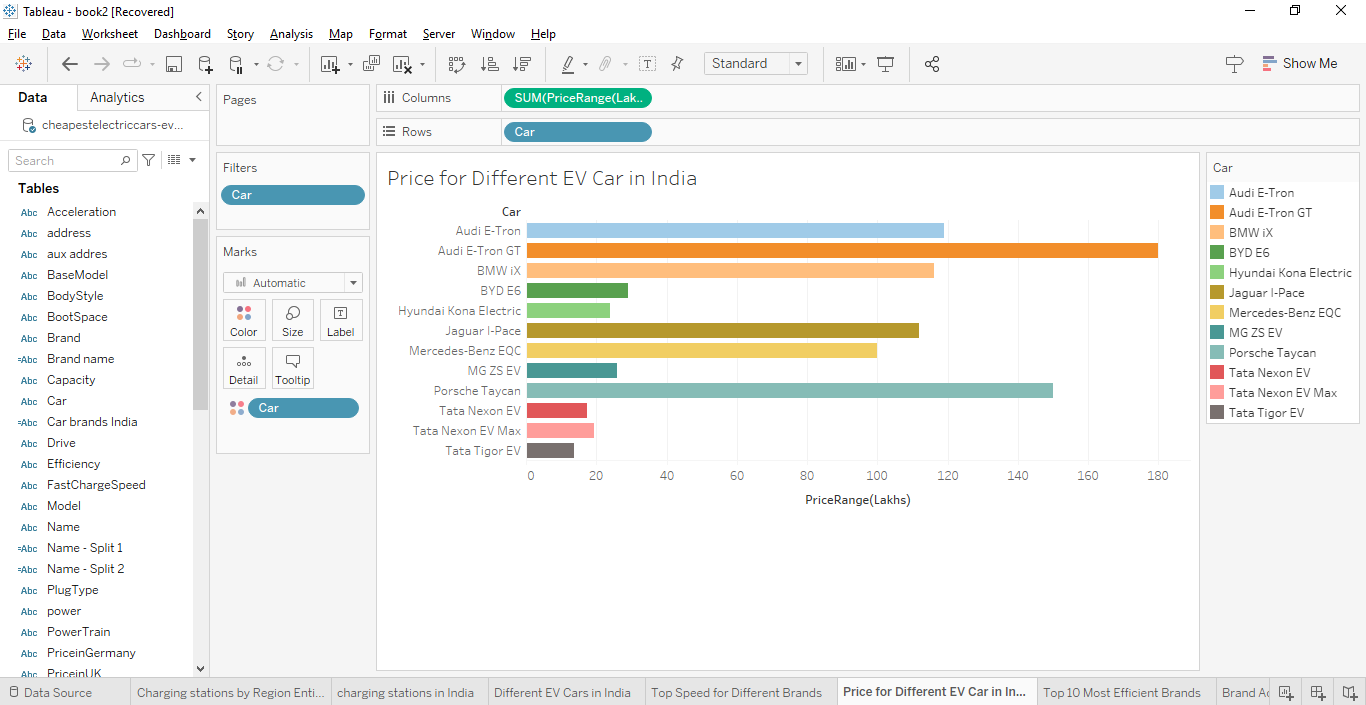 Tableau - book2 [Recovered]
File Data Worksheet Dashboard Story Analysis Map Format Server Window Help
Standard
Show Me
Data Analytics
cheapestelectriccars-ev...
Search
Tables
Abc Acceleration
Abc address
Abc aux addres
Abc BaseModel
Abc BodyStyle
Abc BootSpace
Abc Brand
=Abc Brand name
Abc Capacity
Abc Car
=Abc Car brands India
Abc Drive
Abc Efficiency
Abc FastChargeSpeed
Abc Model
Abc Name
=Abc Name - Split 1
=Abc Name - Split 2
Abc PlugType
Abc power
Abc PowerTrain
Abc PriceinGermany
Abc PriceinUK
Pages
Filters
Car
Marks
Automatic
Color Size Label
Detail Tooltip
Car
Columns SUM(PriceRange(Lak..
Rows Car
Price for Different EV Car in India
Car
Audi E-Tron
Audi E-Tron GT
BMW iX
BYD E6
Hyundai Kona Electric
Jaguar I-Pace
Mercedes-Benz EQC
MG ZS EV
Porsche Taycan
Tata Nexon EV
Tata Nexon EV Max
Tata Tigor EV
0 20 40 60 80 100 120 140 160 180
PriceRange(Lakhs)
Car
Audi E-Tron
Audi E-Tron GT
BMW iX
BYD E6
Hyundai Kona Electric
Jaguar I-Pace
Mercedes-Benz EQC
MG ZS EV
Porsche Taycan
Tata Nexon EV
Tata Nexon EV Max
Tata Tigor EV
Data Source Charging stations by Region Enti... charging stations in India Different EV Cars in India Top Speed for Different Brands Price for Different EV Car in In... Top 10 Most Efficient Brands Brand Ac